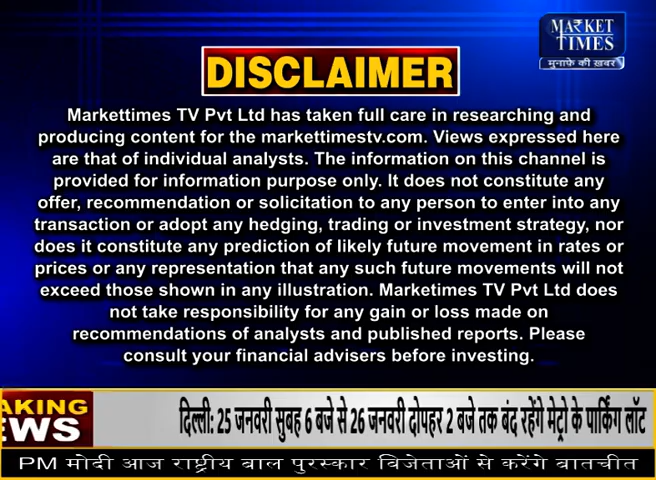 MARKET
TIMES
मुनाफे की ख़बर
DISCLAIMER
Markettimes TV Pvt Ltd has taken full care in researching and
producing content for the markettimestv.com. Views expressed here
are that of individual analysts. The information on this channel is
provided for information purpose only. It does not constitute any
offer, recommendation or solicitation to any person to enter into any
transaction or adopt any hedging, trading or investment strategy, nor
does it constitute any prediction of likely future movement in rates or
prices or any representation that any such future movements will not
exceed those shown in any illustration. Marketimes TV Pvt Ltd does
not take responsibility for any gain or loss made on
recommendations of analysts and published reports. Please
consult your financial advisers before investing.
AKING
EWS
दिल्ली: 25 जनवरी सुबह 6 बजे से 26 जनवरी दोपहर 2 बजे तक बंद रहेंगे मेट्रो के पार्किंग लॉट
PM मोदी आज राष्ट्रीय बाल पुरस्कार विजेताओं से करेंगे बातचीत